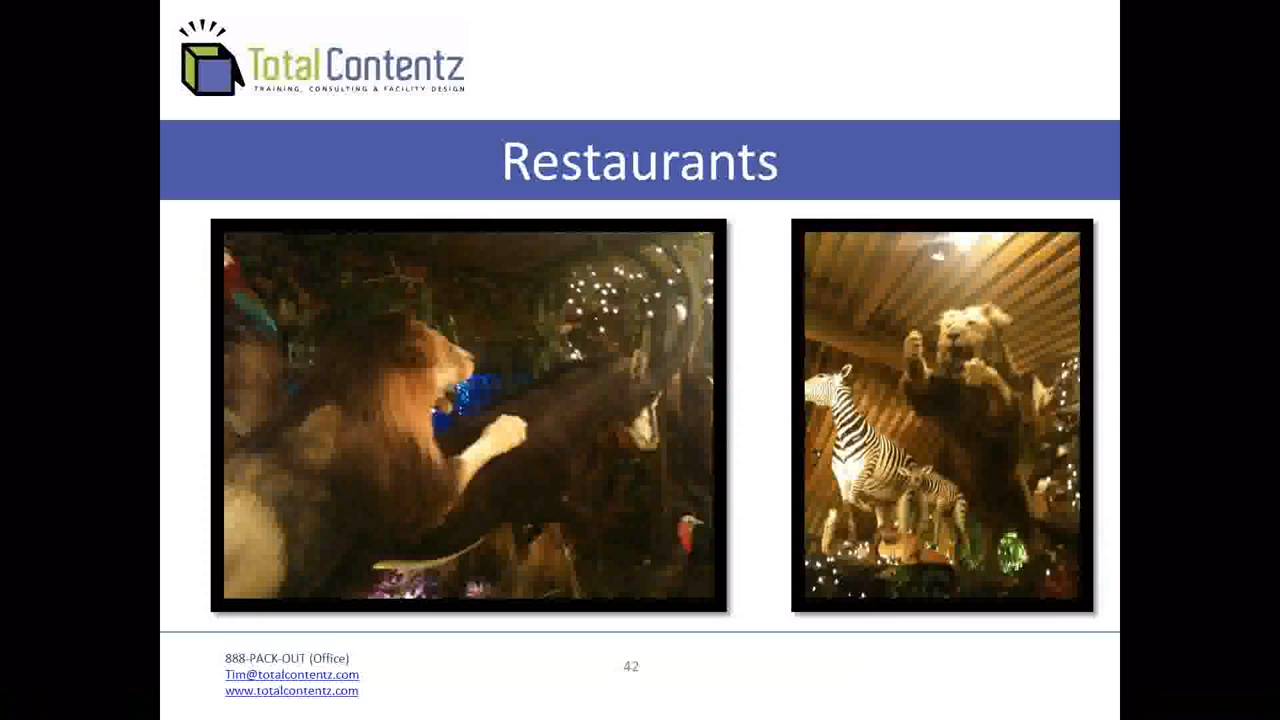 Total Contentz
TRAINING, CONSULTING & FACILITY DESIGN
Restaurants
888-PACK-OUT (Office)
Tim@totalcontentz.com
www.totalcontentz.com
42